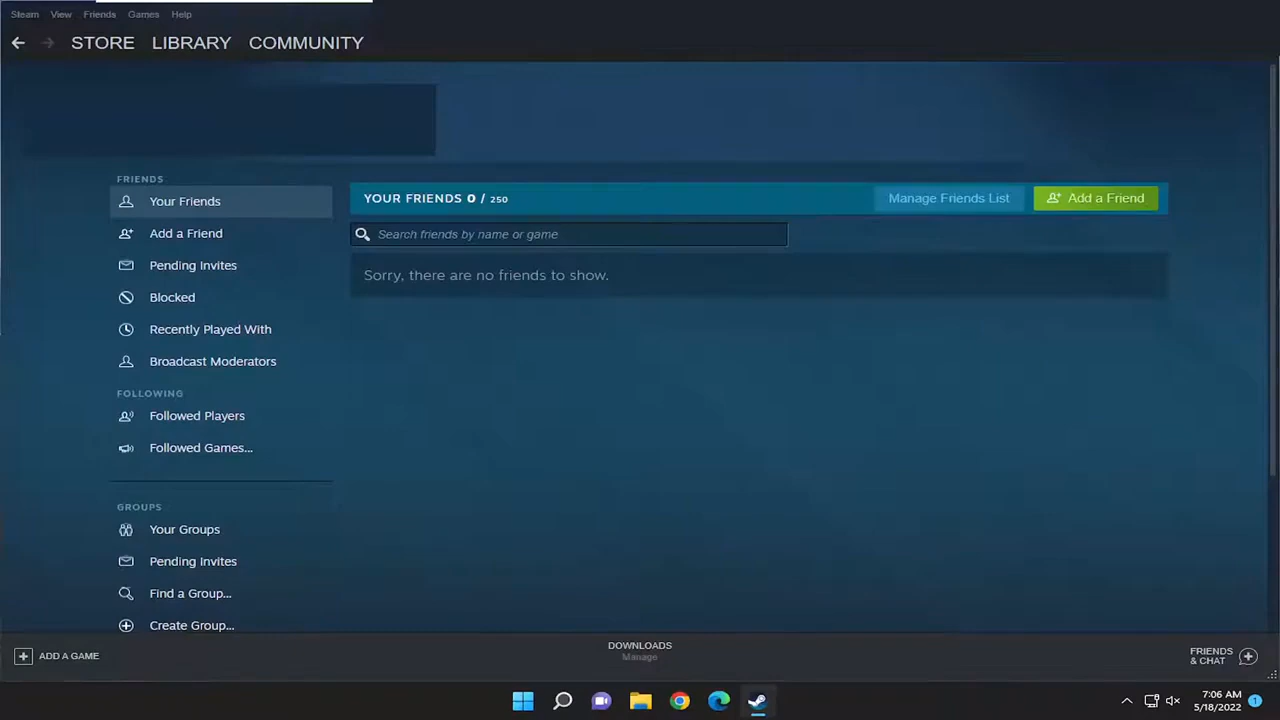 Steam View Friends Games Help
STORE LIBRARY COMMUNITY
FRIENDS
Your Friends
Add a Friend
Pending Invites
Blocked
Recently Played With
Broadcast Moderators
FOLLOWING
Followed Players
Followed Games...
GROUPS
Your Groups
Pending Invites
Find a Group...
Create Group...
YOUR FRIENDS 0 / 250
Manage Friends List
Add a Friend
Search friends by name or game
Sorry, there are no friends to show.
ADD A GAME
DOWNLOADS
Manage
FRIENDS
& CHAT
7:06 AM
5/18/2022
1